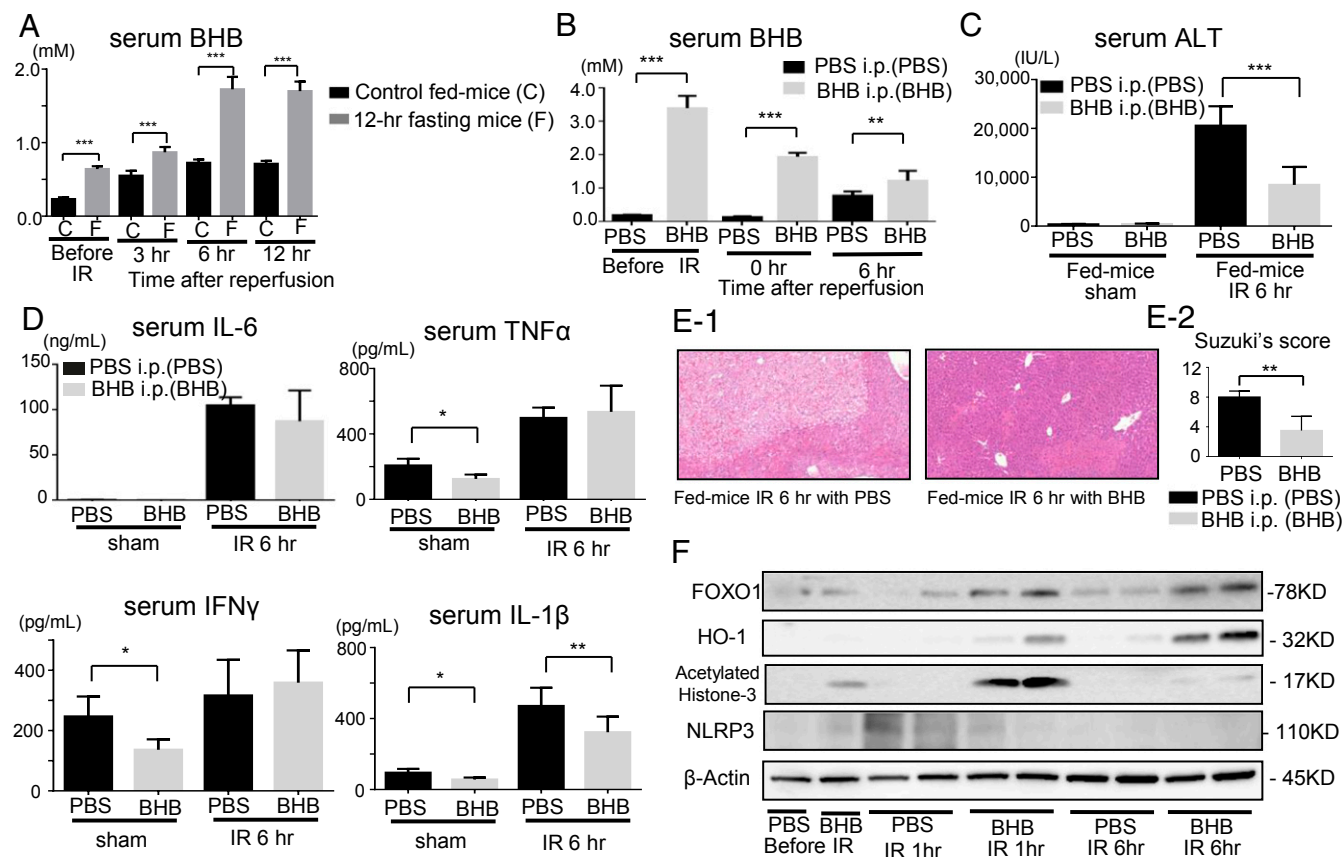 A
serum BHB
(mM)
2.0
1.0
0.0
***
***
***
***
C F C F C F C F
Before IR
3 hr
6 hr
12 hr
Time after reperfusion
Control fed-mice (C)
12-hr fasting mice (F)
B
serum BHB
(mM)
5.0
4.0
3.0
2.0
1.0
0.0
***
***
**
PBS i.p.(PBS)
BHB i.p.(BHB)
PBS BHB PBS BHB PBS BHB
Before IR
0 hr
6 hr
Time after reperfusion
C
serum ALT
(IU/L)
30,000
20,000
10,000
0
PBS i.p.(PBS)
BHB i.p.(BHB)
***
PBS BHB PBS BHB
Fed-mice
sham
Fed-mice
IR 6 hr
D
serum IL-6
(ng/mL)
150
100
50
0
PBS i.p.(PBS)
BHB i.p.(BHB)
PBS BHB PBS BHB
sham
IR 6 hr
serum TNFα
(pg/mL)
800
400
0
*
PBS BHB PBS BHB
sham
IR 6 hr
serum IFNγ
(pg/mL)
400
300
200
0
*
PBS BHB PBS BHB
sham
IR 6 hr
serum IL-1β
(pg/mL)
800
400
0
*
**
PBS BHB PBS BHB
sham
IR 6 hr
E-1
Fed-mice IR 6 hr with PBS
Fed-mice IR 6 hr with BHB
E-2
Suzuki's score
12
8
4
0
**
PBS BHB
PBS i.p. (PBS)
BHB i.p. (BHB)
F
FOXO1 -78KD
HO-1 - 32KD
Acetylated
Histone-3 - 17KD
NLRP3 - 110KD
β-Actin - 45KD
PBS BHB PBS BHB PBS BHB
Before IR IR 1hr IR 1hr IR 6hr IR 6hr